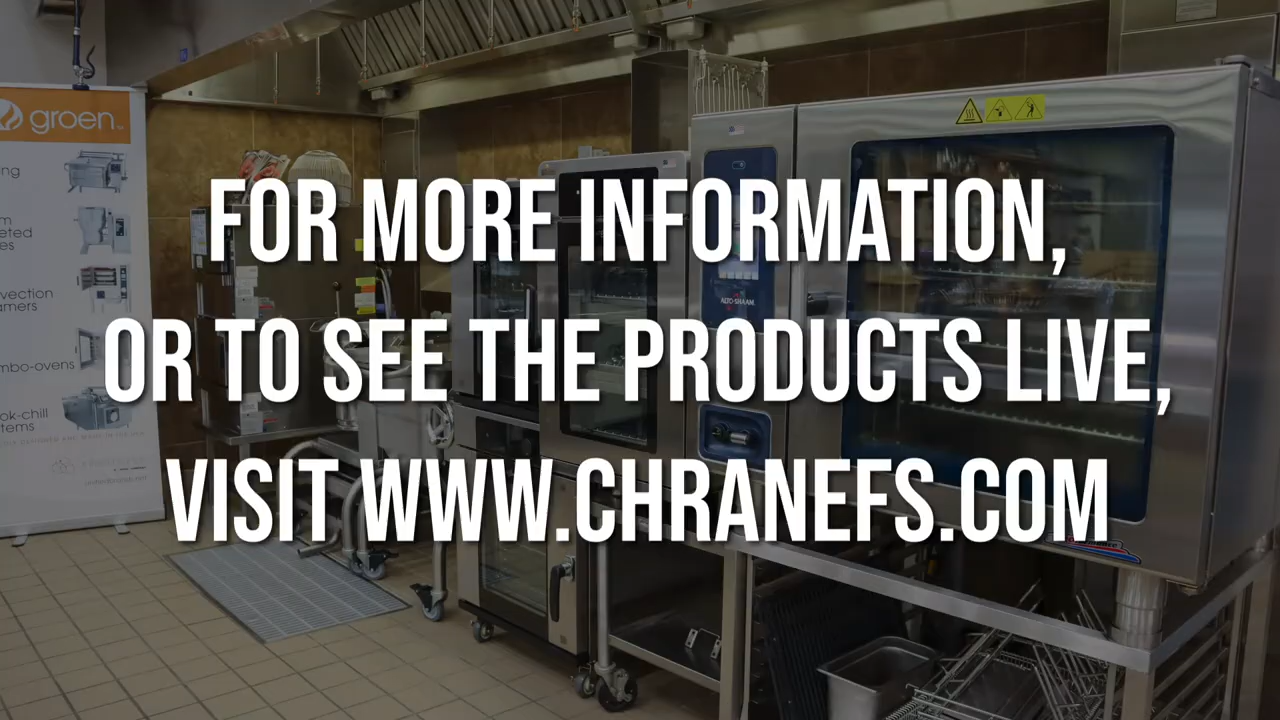 groen
FOR MORE INFORMATION,
OR TO SEE THE PRODUCTS LIVE,
VISIT WWW.CHRANEFS.COM
ALTO-SHAAM